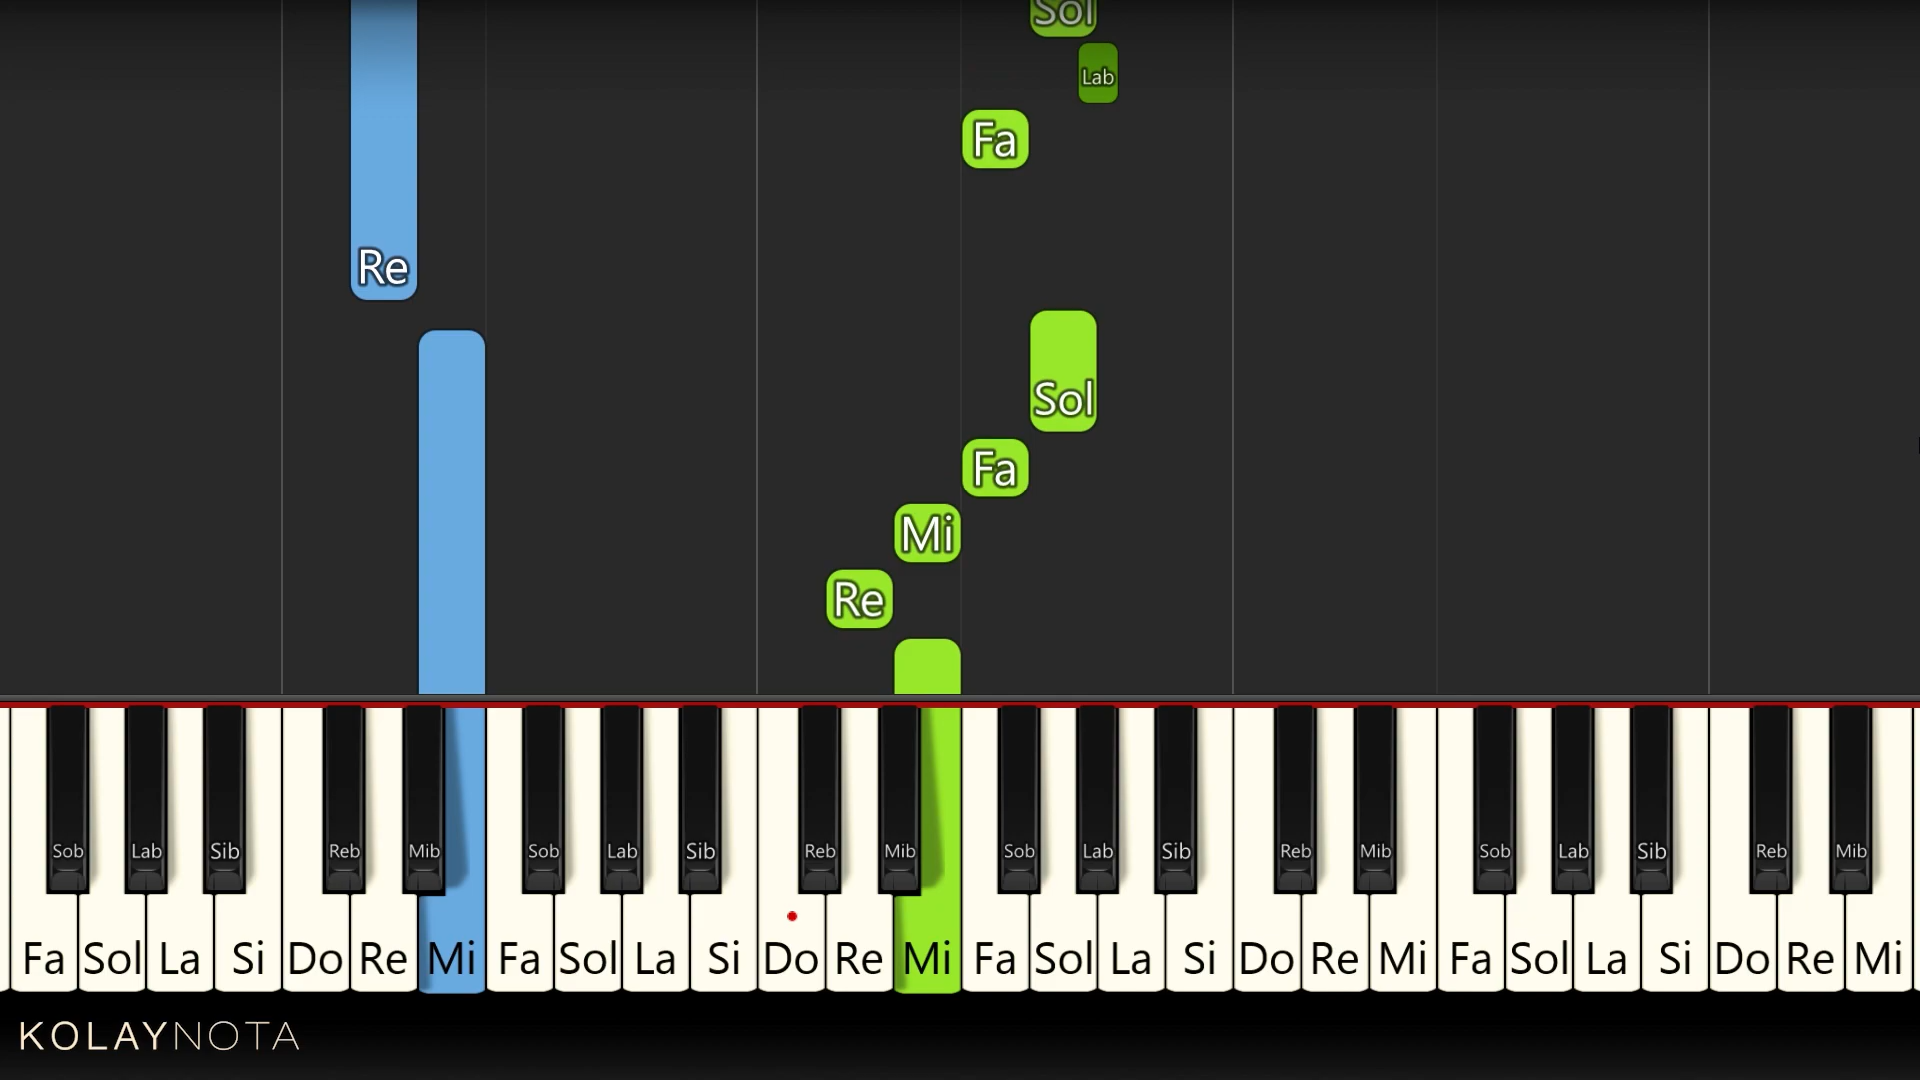 Sol
Lab
Fa
Re
Sol
Fa
Mi
Re
Sob Lab Sib Reb Mib Sob Lab Sib Reb Mib Sob Lab Sib Reb Mib Sob Lab Sib Reb Mib
Fa Sol La Si Do Re Mi Fa Sol La Si Do Re Mi Fa Sol La Si Do Re Mi Fa Sol La Si Do Re Mi
KOLAYNOTA